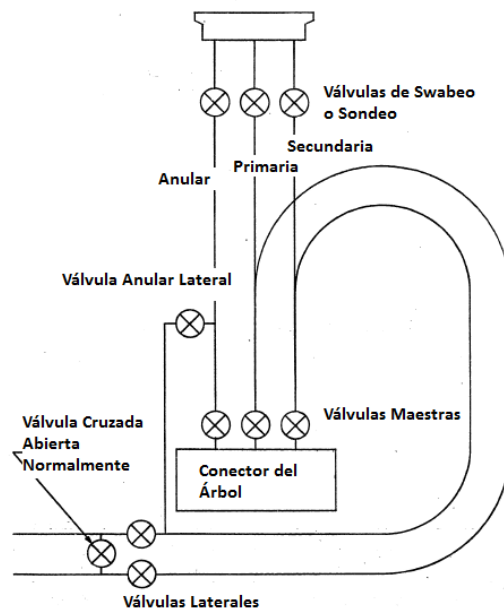 Válvulas de Swabeo
o Sondeo
Secundaria
Primaria
Anular
Válvula Anular Lateral
Válvulas Maestras
Válvula Cruzada
Abierta
Normalmente
Conector del
Árbol
Válvulas Laterales